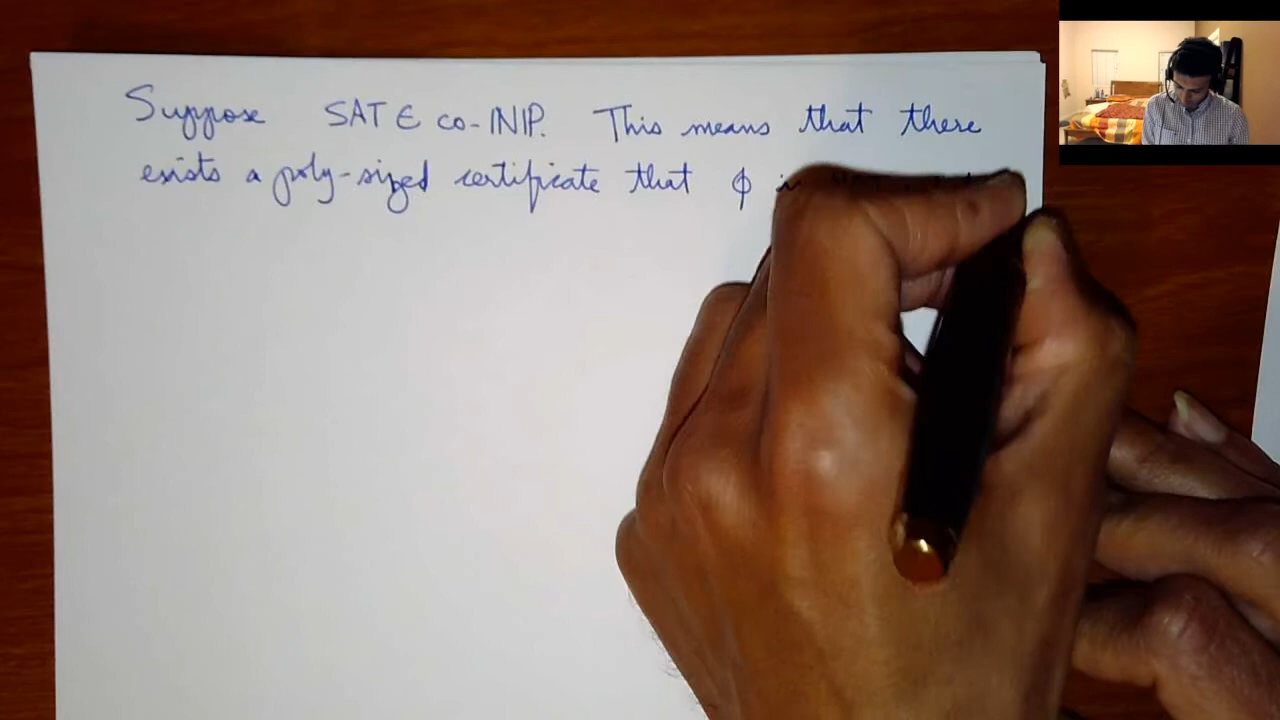 Suppose SAT ∈ co-NP. This means that there
exists a poly-sized certificate that ϕ